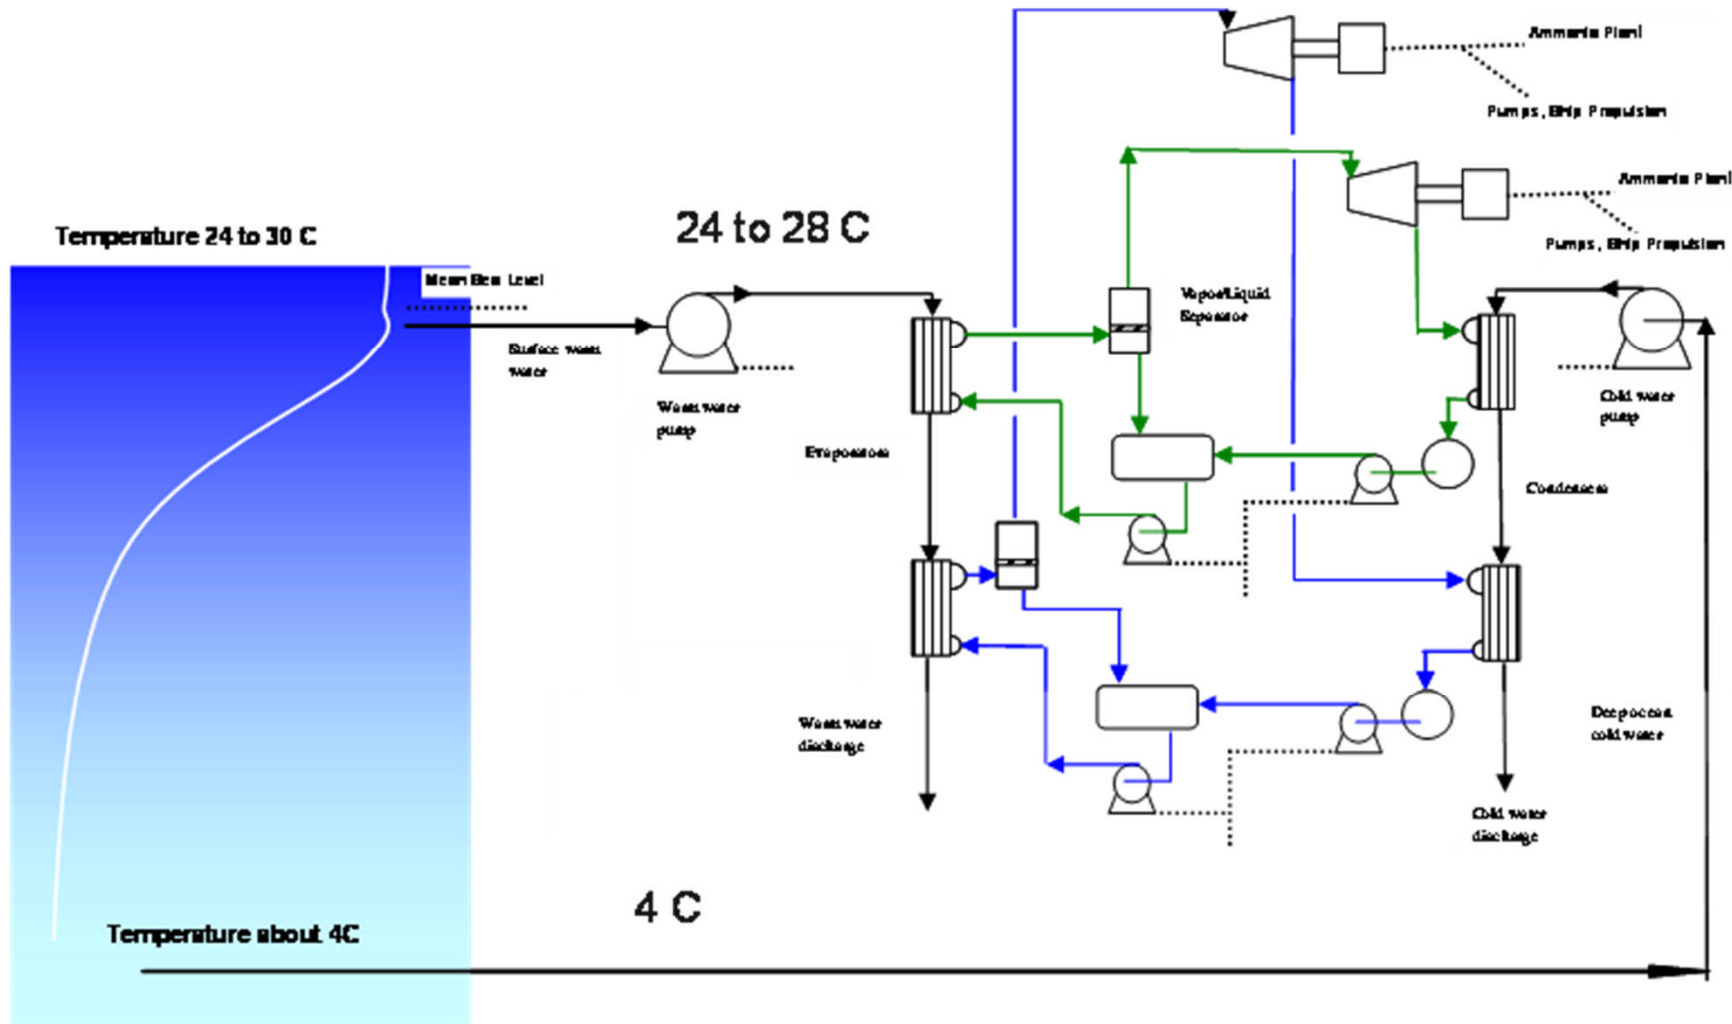 Ammonia Plant
Pumps, Ship Propulsion
Ammonia Plant
Pumps, Ship Propulsion
Temperature 24 to 30 C
24 to 28 C
Mean Sea Level
Surface warm
water
Vapor/Liquid
Separator
Warm water
pump
Cold water
pump
Evaporators
Condensers
Warm water
discharge
Deep ocean
cold water
Cold water
discharge
4 C
Temperature about 4C